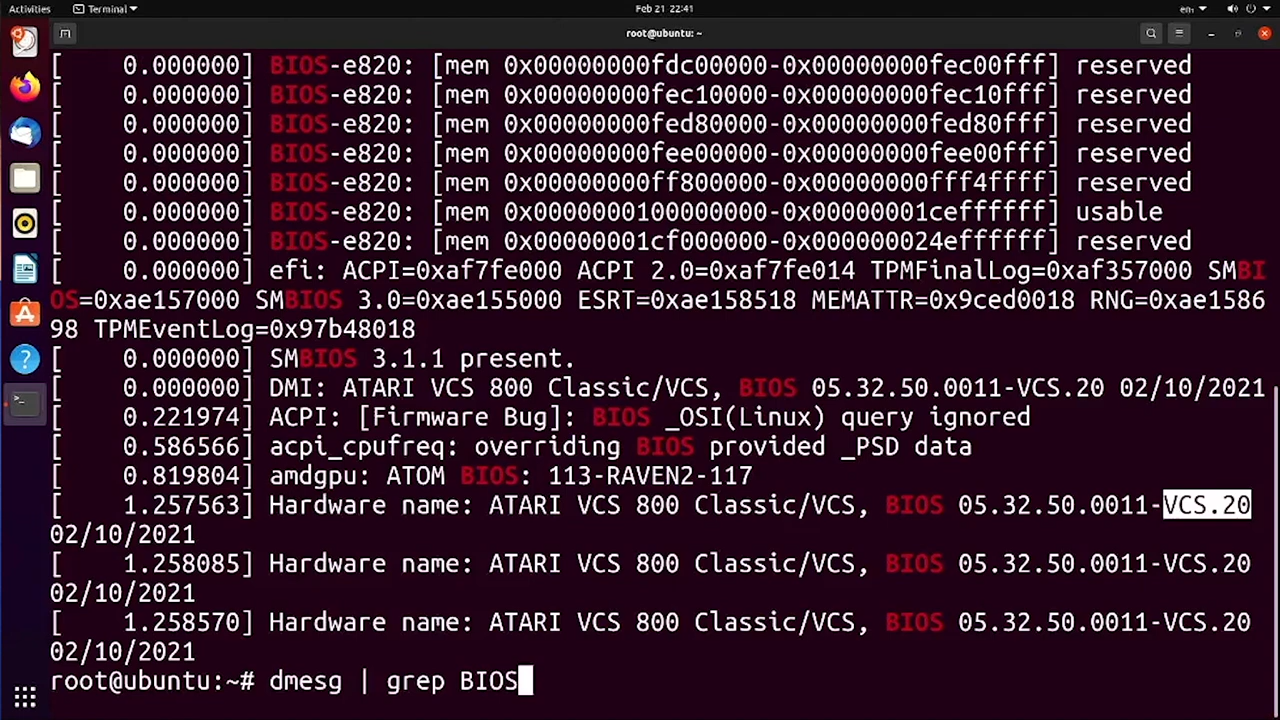 Activities Terminal Feb 21 22:41 en
root@ubuntu: ~
[    0.000000] BIOS-e820: [mem 0x00000000fdc00000-0x00000000fec00fff] reserved
[    0.000000] BIOS-e820: [mem 0x00000000fec10000-0x00000000fec10fff] reserved
[    0.000000] BIOS-e820: [mem 0x00000000fed80000-0x00000000fed80fff] reserved
[    0.000000] BIOS-e820: [mem 0x00000000fee00000-0x00000000fee00fff] reserved
[    0.000000] BIOS-e820: [mem 0x00000000ff800000-0x00000000fff4ffff] reserved
[    0.000000] BIOS-e820: [mem 0x0000000100000000-0x00000001ceffffff] usable
[    0.000000] BIOS-e820: [mem 0x00000001cf000000-0x000000024effffff] reserved
[    0.000000] efi: ACPI=0xaf7fe000 ACPI 2.0=0xaf7fe014 TPMFinalLog=0xaf357000 SMBI
OS=0xae157000 SMBIOS 3.0=0xae155000 ESRT=0xae158518 MEMATTR=0x9ced0018 RNG=0xae1586
98 TPMEventLog=0x97b48018
[    0.000000] SMBIOS 3.1.1 present.
[    0.000000] DMI: ATARI VCS 800 Classic/VCS, BIOS 05.32.50.0011-VCS.20 02/10/2021
[    0.221974] ACPI: [Firmware Bug]: BIOS _OSI(Linux) query ignored
[    0.586566] acpi_cpufreq: overriding BIOS provided _PSD data
[    0.819804] amdgpu: ATOM BIOS: 113-RAVEN2-117
[    1.257563] Hardware name: ATARI VCS 800 Classic/VCS, BIOS 05.32.50.0011-VCS.20
02/10/2021
[    1.258085] Hardware name: ATARI VCS 800 Classic/VCS, BIOS 05.32.50.0011-VCS.20
02/10/2021
[    1.258570] Hardware name: ATARI VCS 800 Classic/VCS, BIOS 05.32.50.0011-VCS.20
02/10/2021
root@ubuntu:~# dmesg | grep BIOS